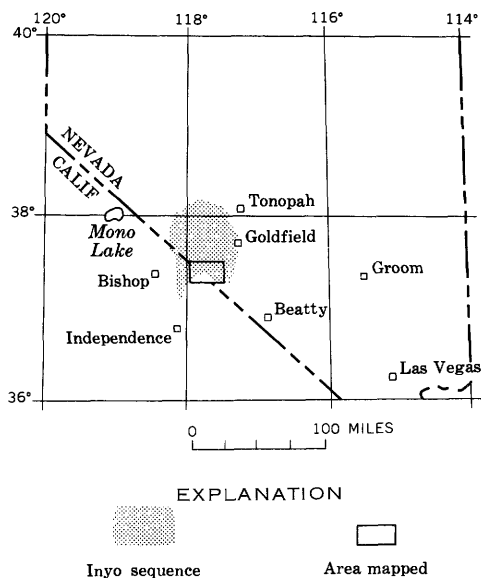 120° 118° 116° 114°
40°
NEVADA
CALIF
Tonopah
38°
Mono
Lake
Goldfield
Bishop
Groom
Beatty
Independence
Las Vegas
36°
0 100 MILES
EXPLANATION
Inyo sequence Area mapped